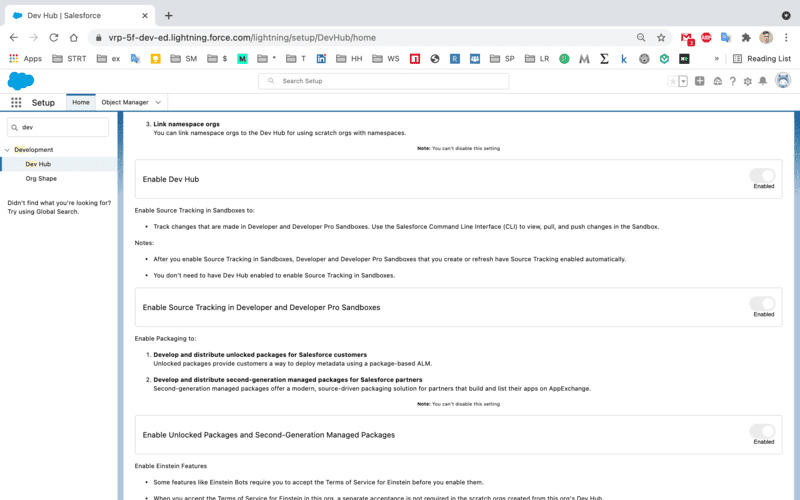 Dev Hub | Salesforce
vrp-5f-dev-ed.lightning.force.com/lightning/setup/DevHub/home
Apps STRT ex SM $ M * T HH WS SP LR » Reading List
Search Setup
Setup Home Object Manager
dev
Development
Dev Hub
Org Shape
Didn't find what you're looking for?
Try using Global Search.
3. Link namespace orgs
You can link namespace orgs to the Dev Hub for using scratch orgs with namespaces.
Note: You can't disable this setting
Enable Dev Hub
Enabled
Enable Source Tracking in Sandboxes to:
• Track changes that are made in Developer and Developer Pro Sandboxes. Use the Salesforce Command Line Interface (CLI) to view, pull, and push changes in the Sandbox.
Notes:
• After you enable Source Tracking in Sandboxes, Developer and Developer Pro Sandboxes that you create or refresh have Source Tracking enabled automatically.
• You don't need to have Dev Hub enabled to enable Source Tracking in Sandboxes.
Enable Source Tracking in Developer and Developer Pro Sandboxes
Enabled
Enable Packaging to:
1. Develop and distribute unlocked packages for Salesforce customers
Unlocked packages provide customers a way to deploy metadata using a package-based ALM.
2. Develop and distribute second-generation managed packages for Salesforce partners
Second-generation managed packages offer a modern, source-driven packaging solution for partners that build and list their apps on AppExchange.
Note: You can't disable this setting
Enable Unlocked Packages and Second-Generation Managed Packages
Enabled
Enable Einstein Features
• Some features like Einstein Bots require you to accept the Terms of Service for Einstein before you enable them.
• When you accept the Terms of Service for Einstein in this org, a separate acceptance is not required in the scratch orgs created from this org's Dev Hub.